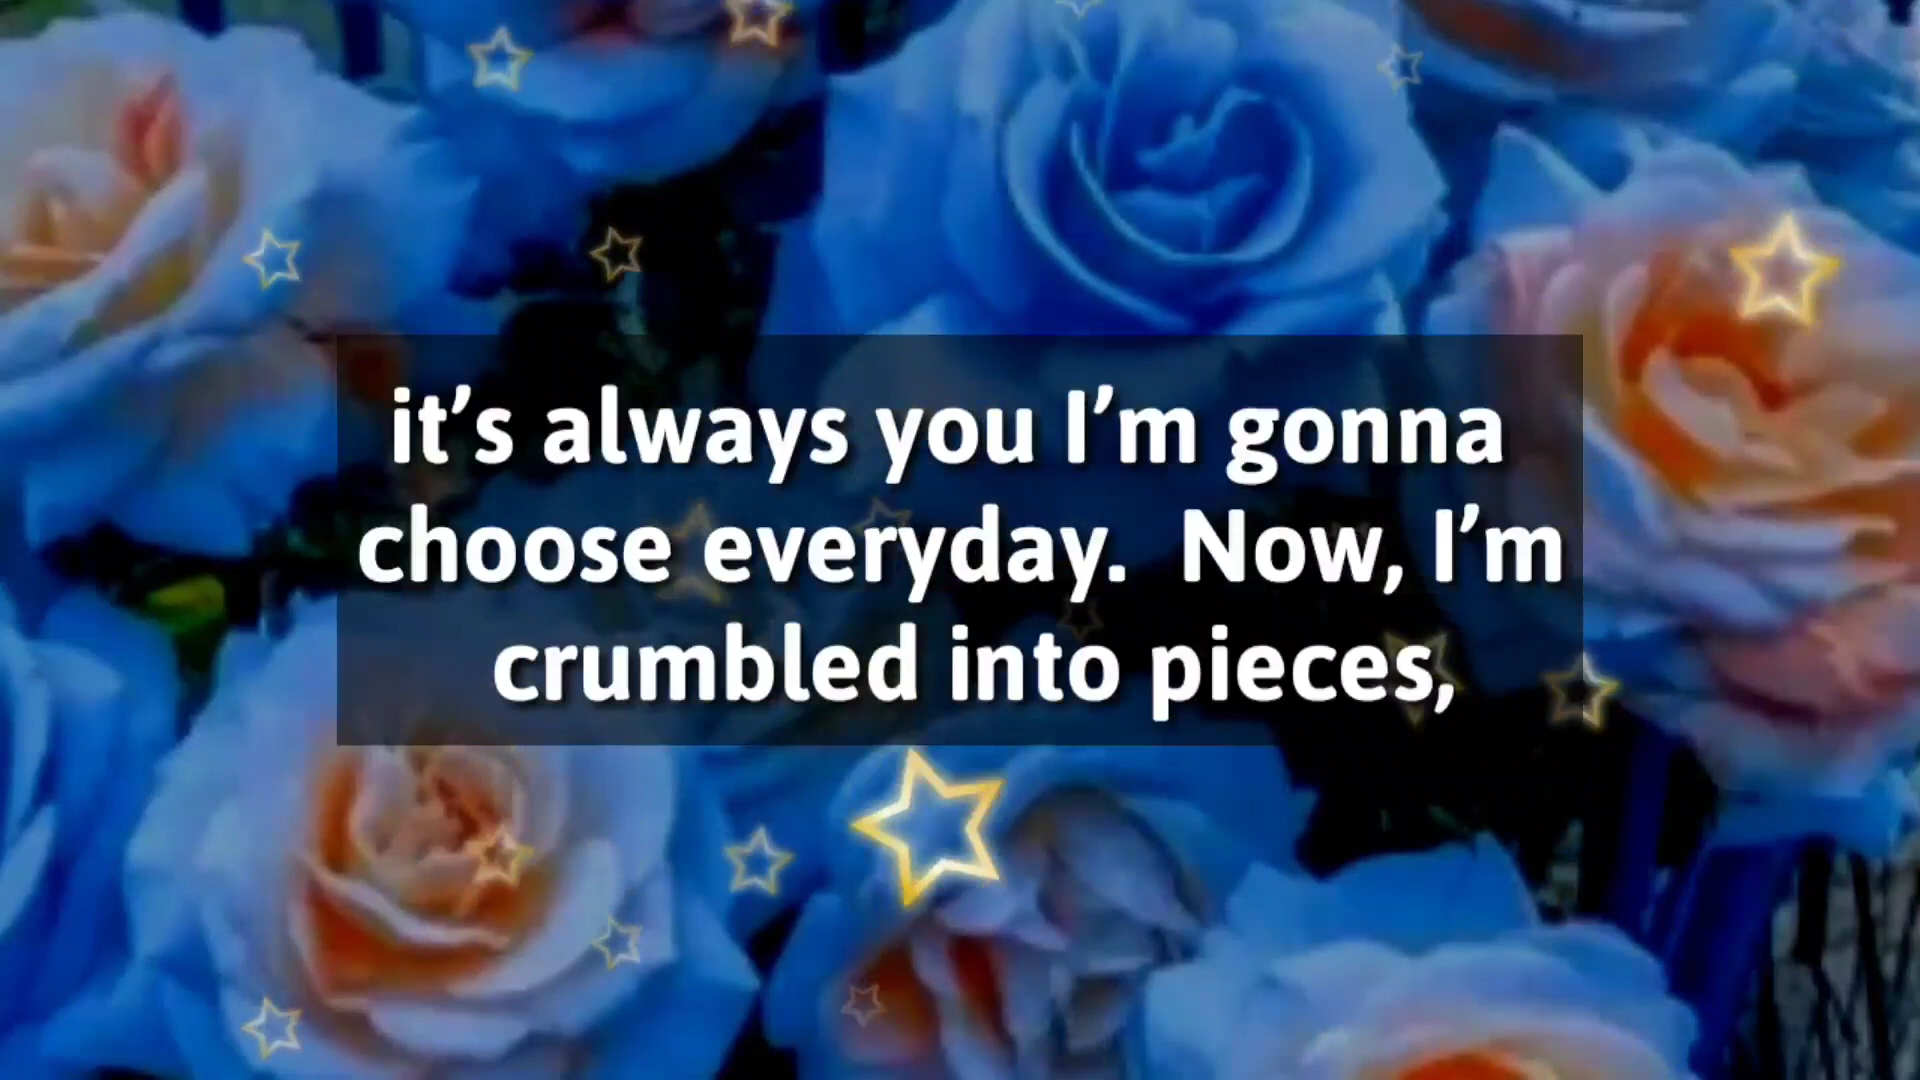 it’s always you I’m gonna
choose everyday.  Now, I’m
crumbled into pieces,